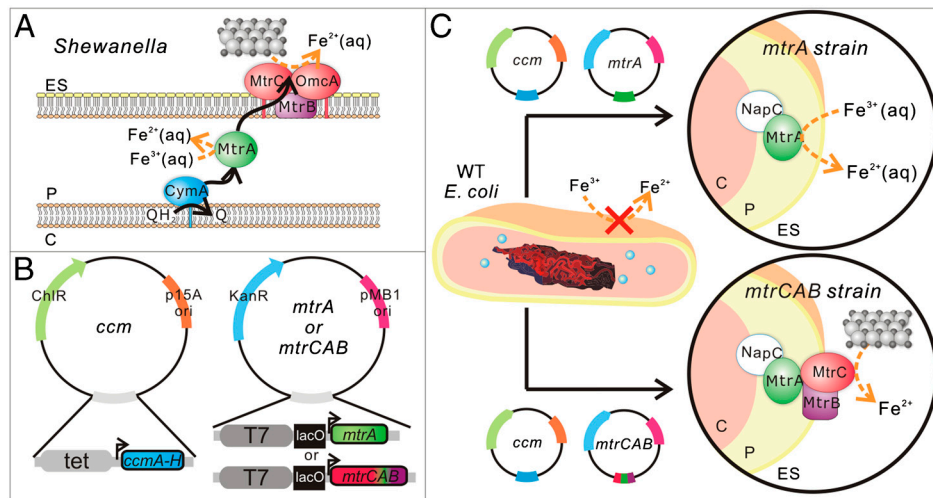 A
Shewanella
Fe²⁺(aq)
ES
MtrC
OmcA
MtrB
Fe²⁺(aq)
Fe³⁺(aq)
MtrA
P
CymA
QH₂
Q
C
B
ChlR
p15A
ori
ccm
KanR
pMB1
ori
mtrA
or
mtrCAB
tet
ccmA-H
T7
lacO
mtrA
or
T7
lacO
mtrCAB
C
ccm
mtrA
WT
E. coli
Fe³⁺
Fe²⁺
ccm
mtrCAB
mtrA strain
NapC
MtrA
Fe³⁺(aq)
Fe²⁺(aq)
C
P
ES
mtrCAB strain
NapC
MtrA
MtrC
MtrB
Fe²⁺
C
P
ES